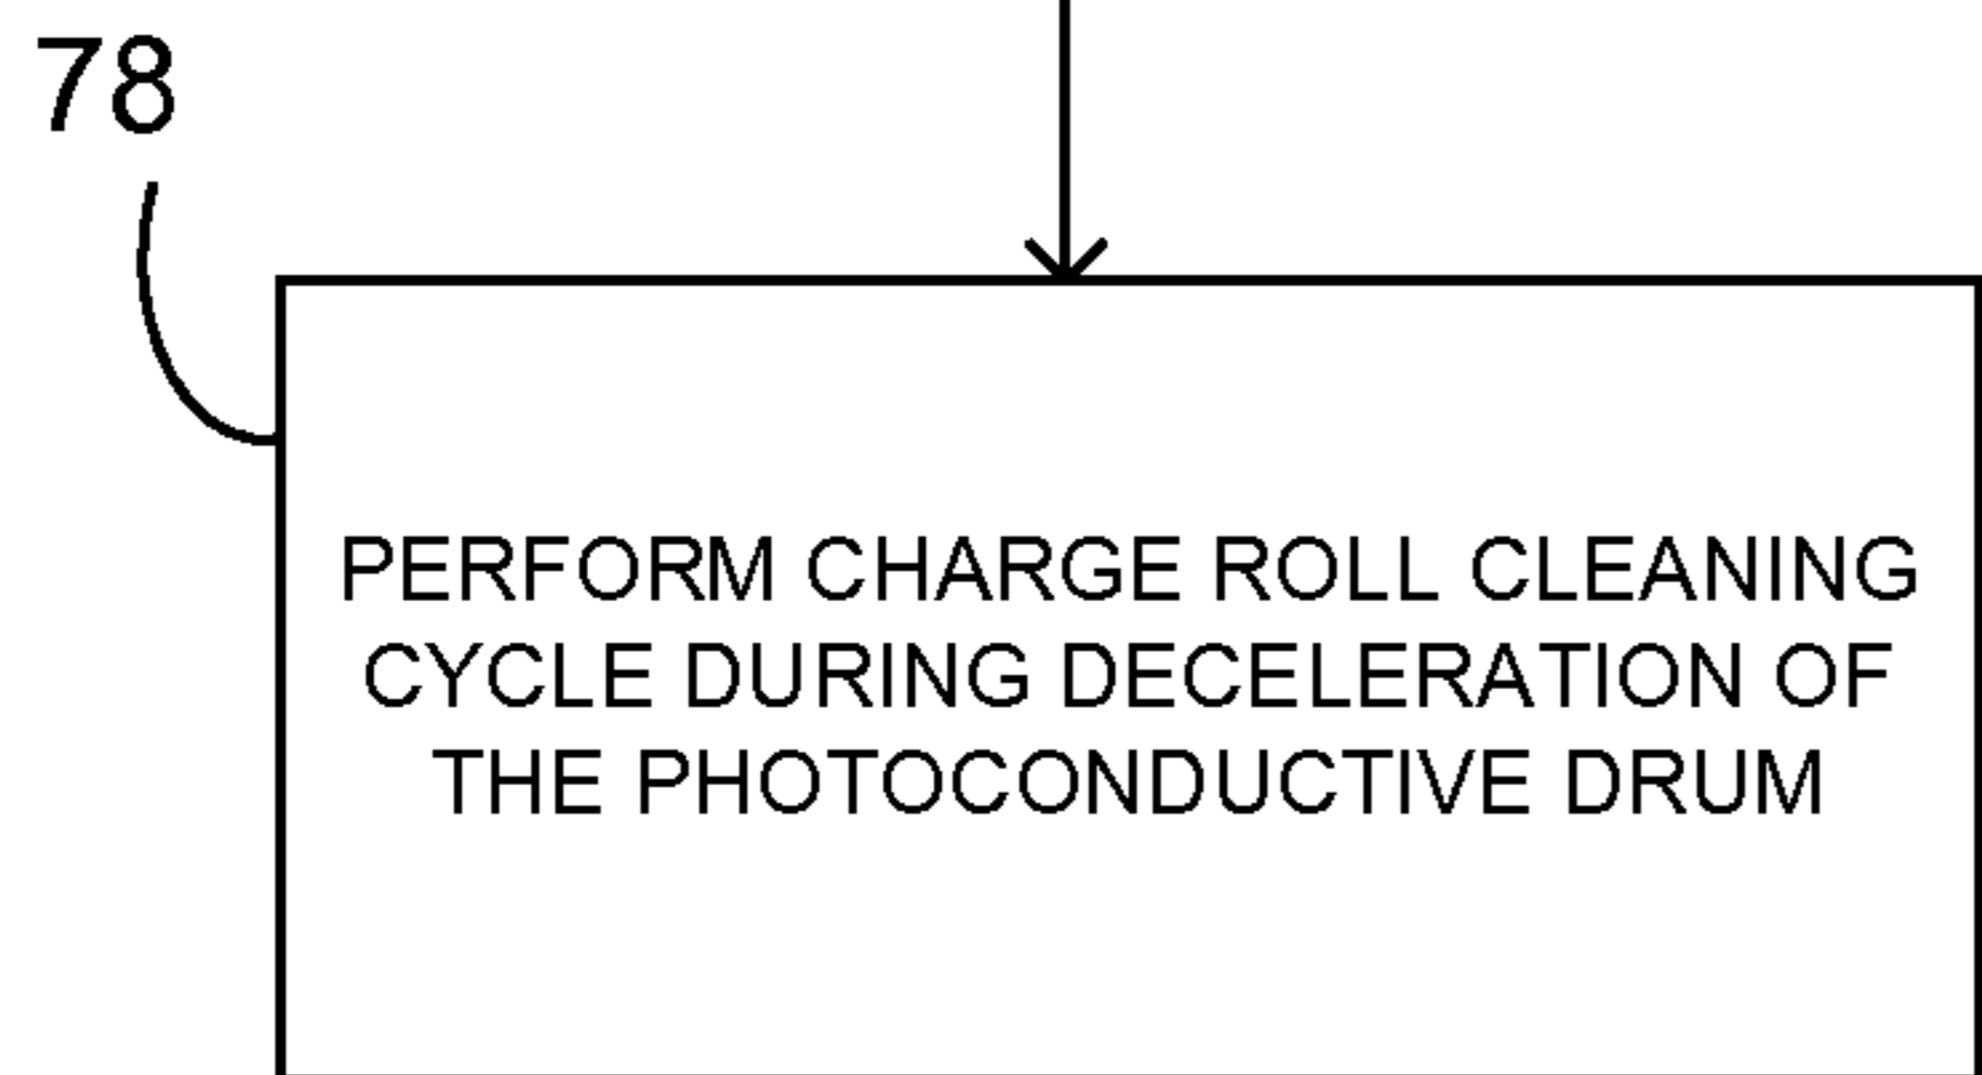 78
PERFORM CHARGE ROLL CLEANING
CYCLE DURING DECELERATION OF
THE PHOTOCONDUCTIVE DRUM